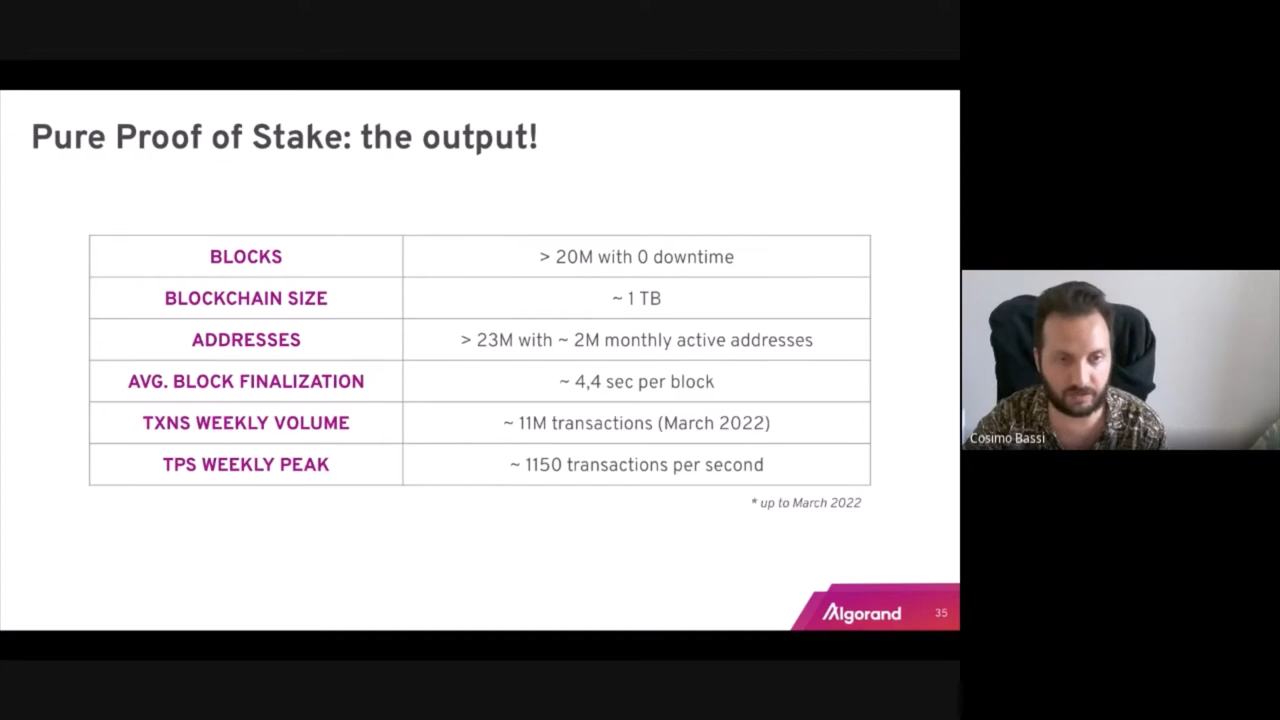 Pure Proof of Stake: the output!
BLOCKS > 20M with 0 downtime
BLOCKCHAIN SIZE ~ 1 TB
ADDRESSES > 23M with ~ 2M monthly active addresses
AVG. BLOCK FINALIZATION ~ 4,4 sec per block
TXNS WEEKLY VOLUME ~ 11M transactions (March 2022)
TPS WEEKLY PEAK ~ 1150 transactions per second
* up to March 2022
Algorand 35
Cosimo Bassi